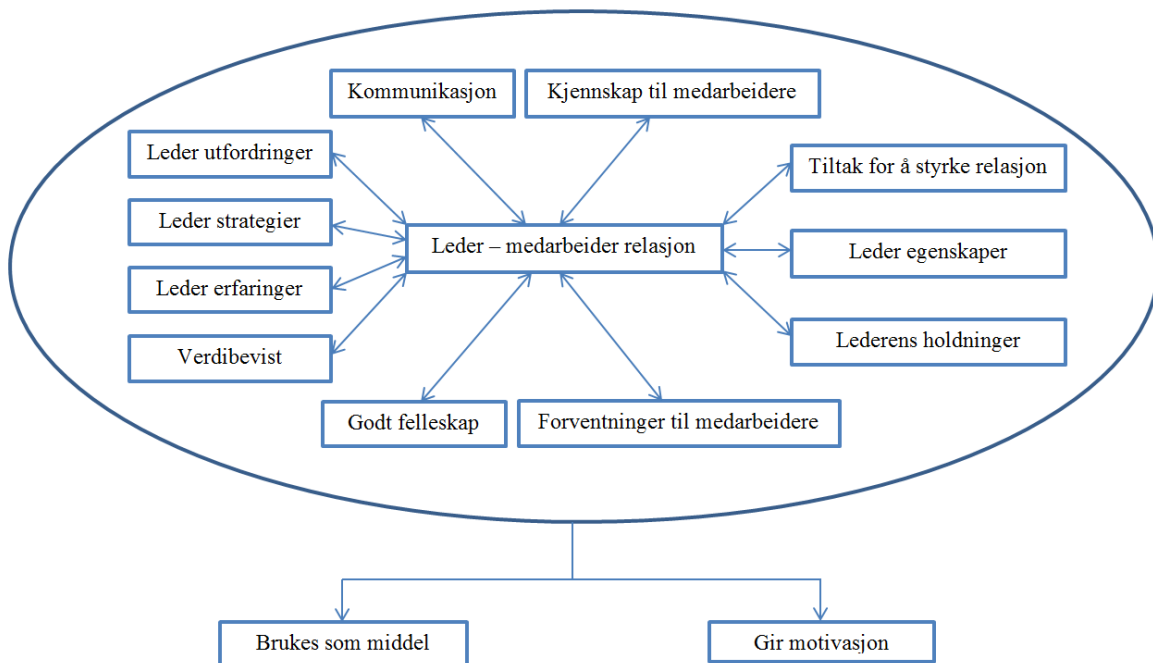 Kommunikasjon
Kjennskap til medarbeidere
Leder utfordringer
Tiltak for å styrke relasjon
Leder strategier
Leder – medarbeider relasjon
Leder egenskaper
Leder erfaringer
Lederens holdninger
Verdibevist
Godt felleskap
Forventninger til medarbeidere
Brukes som middel
Gir motivasjon